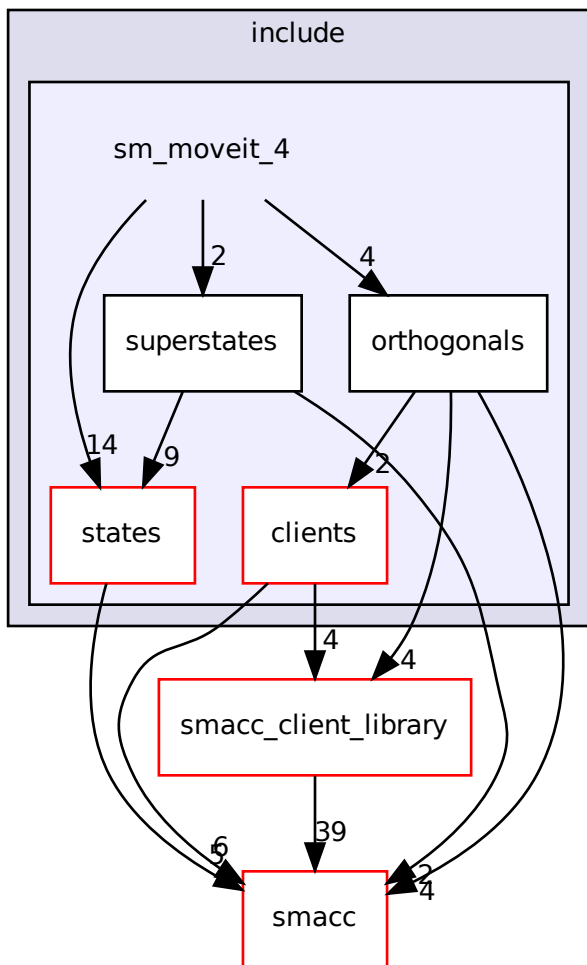 include
sm_moveit_4
2
4
superstates
orthogonals
14
9
2
states
clients
4
4
smacc_client_library
39
6
5
2
4
smacc